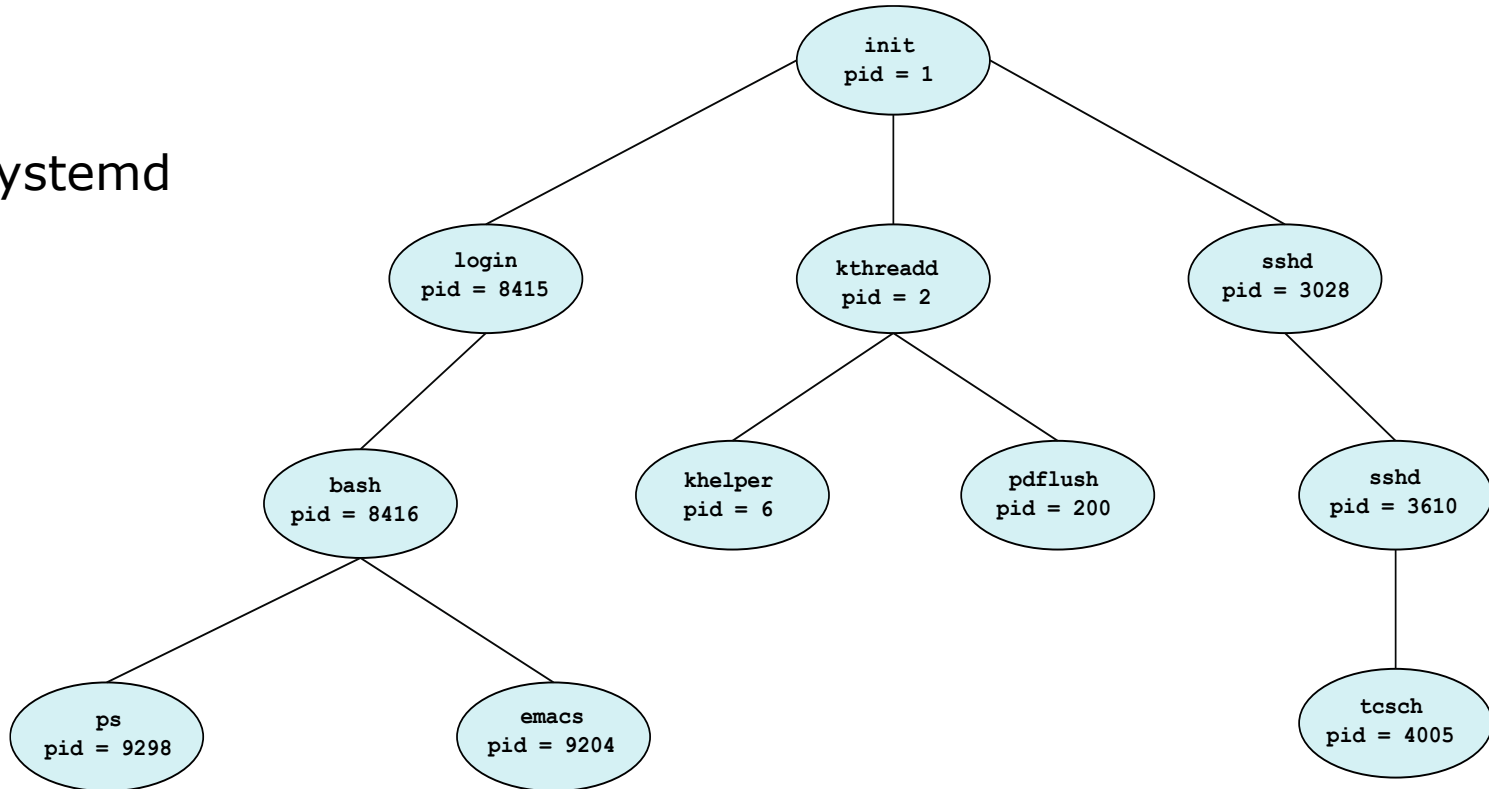 init
pid = 1
ystemd
login
pid = 8415
kthreadd
pid = 2
sshd
pid = 3028
bash
pid = 8416
khelper
pid = 6
pdflush
pid = 200
sshd
pid = 3610
ps
pid = 9298
emacs
pid = 9204
tcsch
pid = 4005